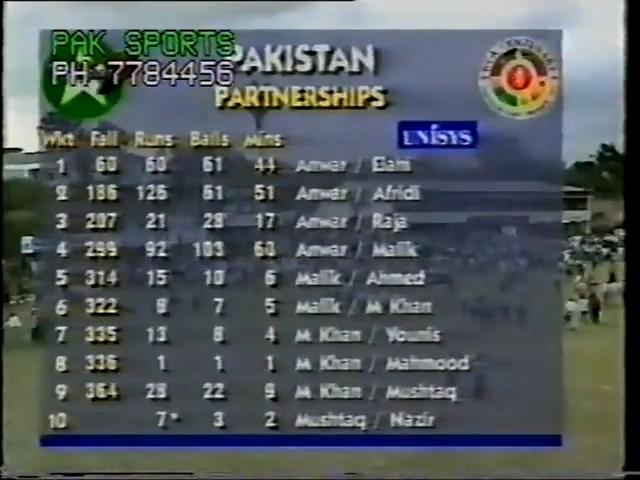 PAK SPORTS
PH 7784456
PAKISTAN
PARTNERSHIPS
UNISYS
Wkt Fall Runs Balls Mins
1 60 60 61 44 Anwar / Elahi
2 186 126 61 51 Anwar / Afridi
3 207 21 28 17 Anwar / Raja
4 299 92 103 60 Anwar / Malik
5 314 15 10 6 Malik / Ahmed
6 322 8 7 5 Malik / M Khan
7 335 13 8 4 M Khan / Younis
8 336 1 1 1 M Khan / Mahmood
9 364 28 22 9 M Khan / Mushtaq
10 7* 3 2 Mushtaq / Nazir